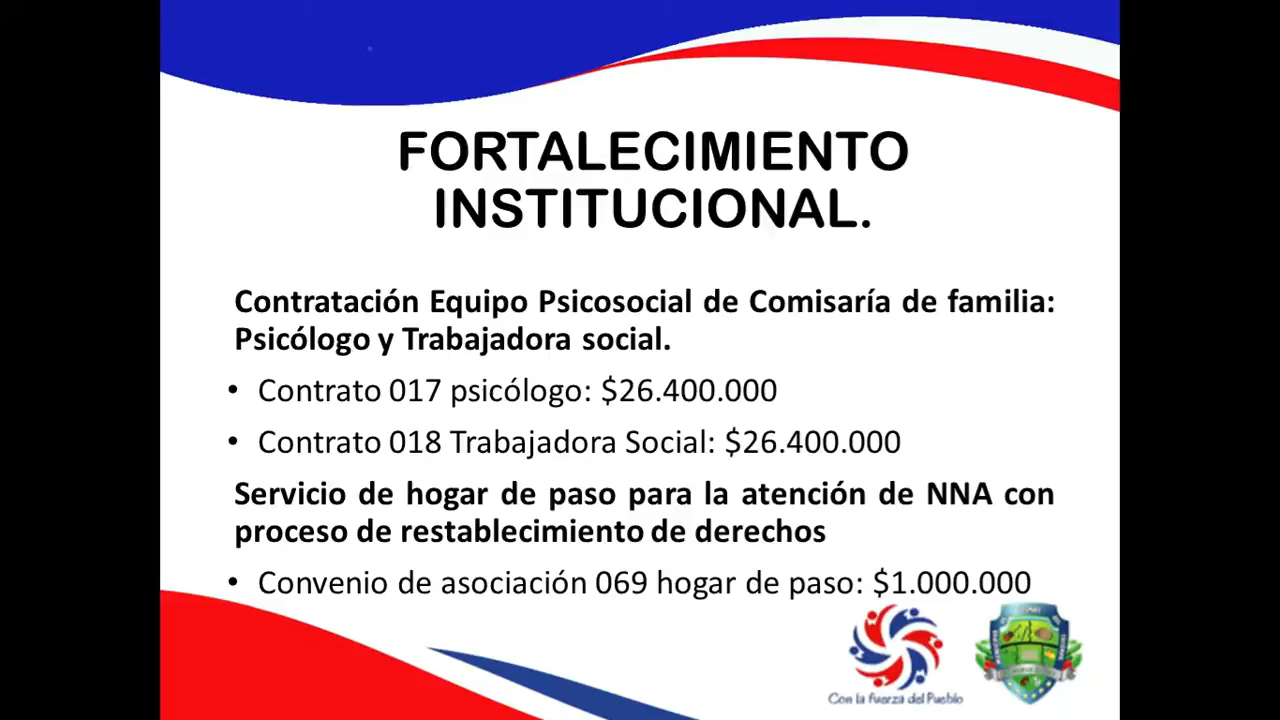 FORTALECIMIENTO
INSTITUCIONAL.
Contratación Equipo Psicosocial de Comisaría de familia:
Psicólogo y Trabajadora social.
• Contrato 017 psicólogo: $26.400.000
• Contrato 018 Trabajadora Social: $26.400.000
Servicio de hogar de paso para la atención de NNA con
proceso de restablecimiento de derechos
• Convenio de asociación 069 hogar de paso: $1.000.000
Con la fuerza del Pueblo